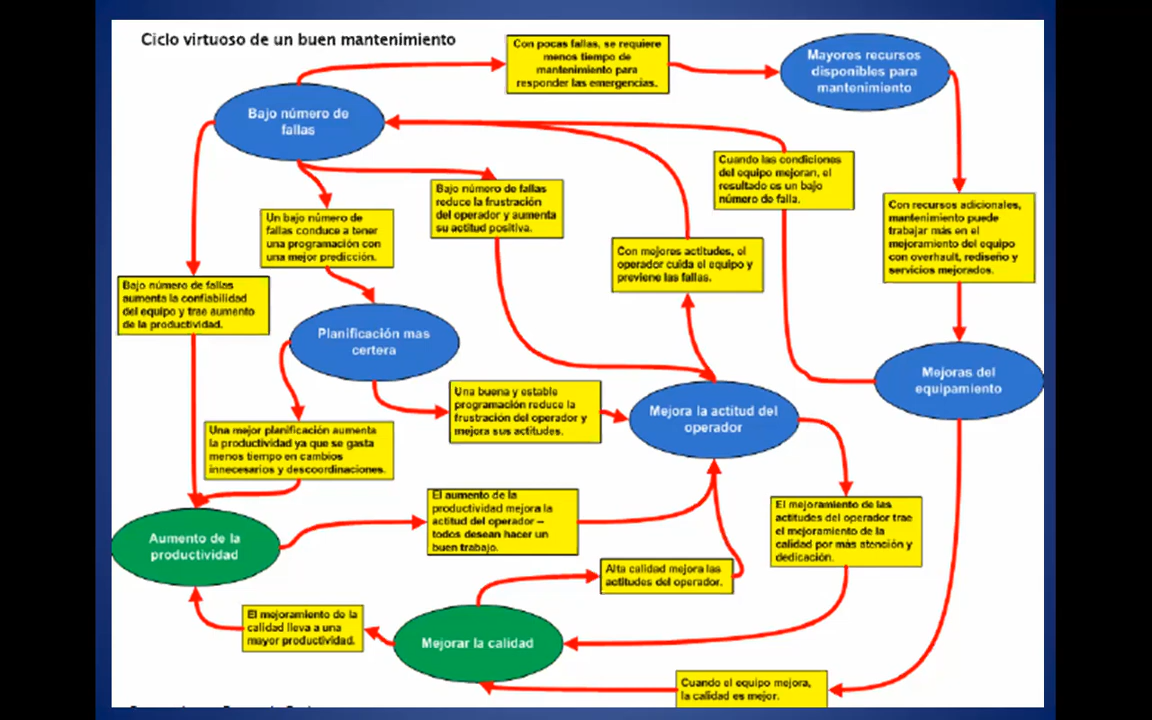 Ciclo virtuoso de un buen mantenimiento
Con pocas fallas, se requiere
menos tiempo de
mantenimiento para
responder las emergencias.
Mayores recursos
disponibles para
mantenimiento
Bajo número de
fallas
Cuando las condiciones
del equipo mejoran, el
resultado es un bajo
número de falla.
Bajo número de fallas
reduce la frustración
del operador y aumenta
su actitud positiva.
Con recursos adicionales,
mantenimiento puede
trabajar más en el
mejoramiento del equipo
con overhault, rediseño y
servicios mejorados.
Un bajo número de
fallas conduce a tener
una programación con
una mejor predicción.
Con mejores actitudes, el
operador cuida el equipo y
previene las fallas.
Bajo número de fallas
aumenta la confiabilidad
del equipo y trae aumento
de la productividad.
Planificación mas
certera
Mejoras del
equipamiento
Una buena y estable
programación reduce la
frustración del operador y
mejora sus actitudes.
Mejora la actitud del
operador
Una mejor planificación aumenta
la productividad ya que se gasta
menos tiempo en cambios
innecesarios y descoordinaciones.
El aumento de la
productividad mejora la
actitud del operador –
todos desean hacer un
buen trabajo.
El mejoramiento de las
actitudes del operador trae
el mejoramiento de la
calidad por más atención y
dedicación.
Aumento de la
productividad
Alta calidad mejora las
actitudes del operador.
El mejoramiento de la
calidad lleva a una
mayor productividad.
Mejorar la calidad
Cuando el equipo mejora,
la calidad es mejor.